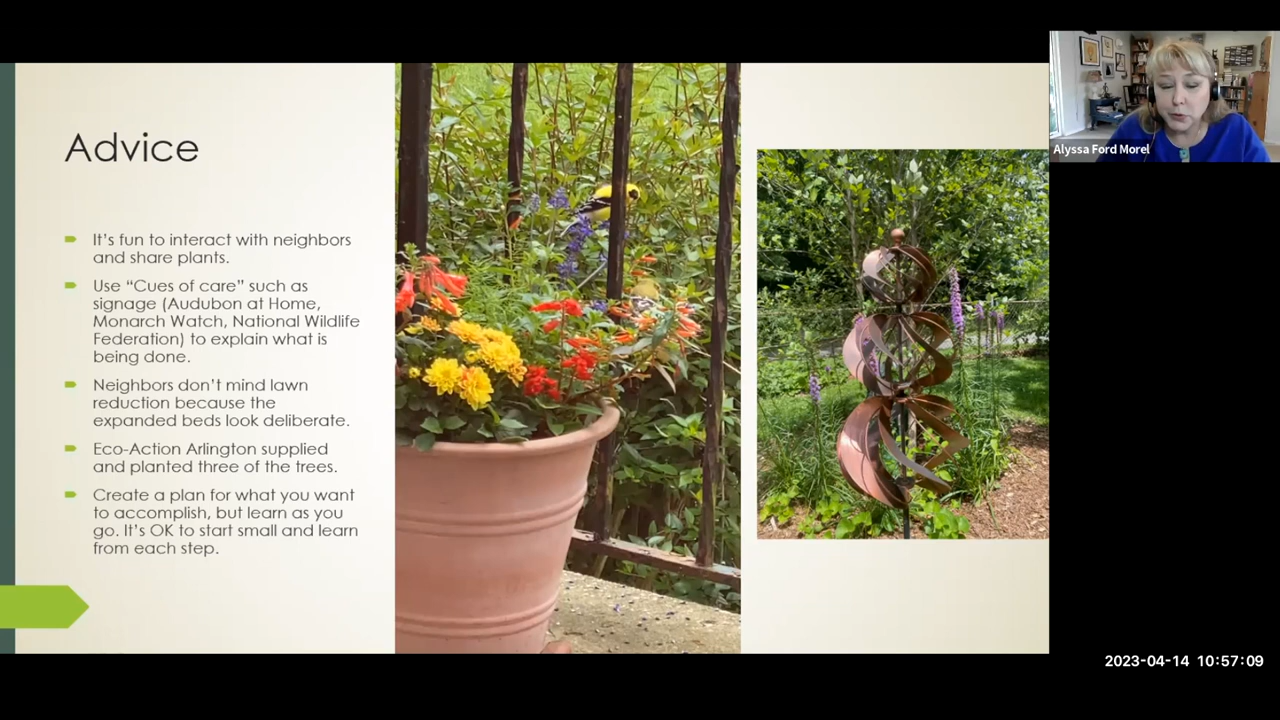 Advice
It's fun to interact with neighbors
and share plants.
Use “Cues of care” such as
signage (Audubon at Home,
Monarch Watch, National Wildlife
Federation) to explain what is
being done.
Neighbors don't mind lawn
reduction because the
expanded beds look deliberate.
Eco-Action Arlington supplied
and planted three of the trees.
Create a plan for what you want
to accomplish, but learn as you
go. It's OK to start small and learn
from each step.
Alyssa Ford Morel
2023-04-14 10:57:09